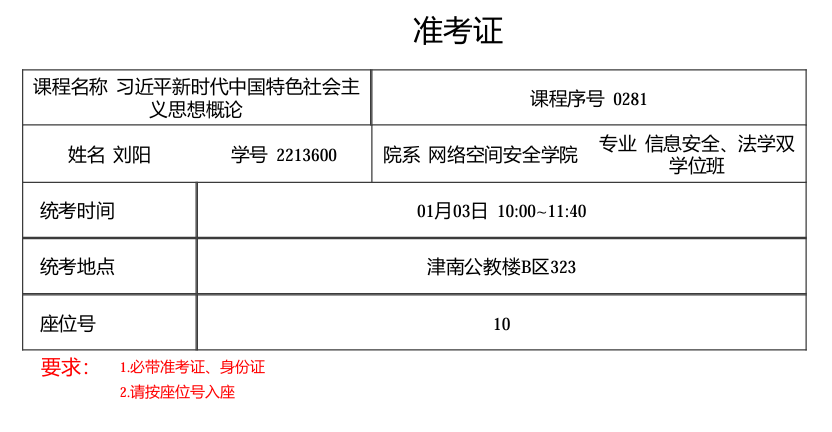 准考证
课程名称 习近平新时代中国特色社会主
义思想概论
课程序号 0281
姓名 刘阳
学号 2213600
院系 网络空间安全学院
专业 信息安全、法学双
学位班
统考时间
01月03日 10:00~11:40
统考地点
津南公教楼B区323
座位号
10
要求：
1.必带准考证、身份证
2.请按座位号入座